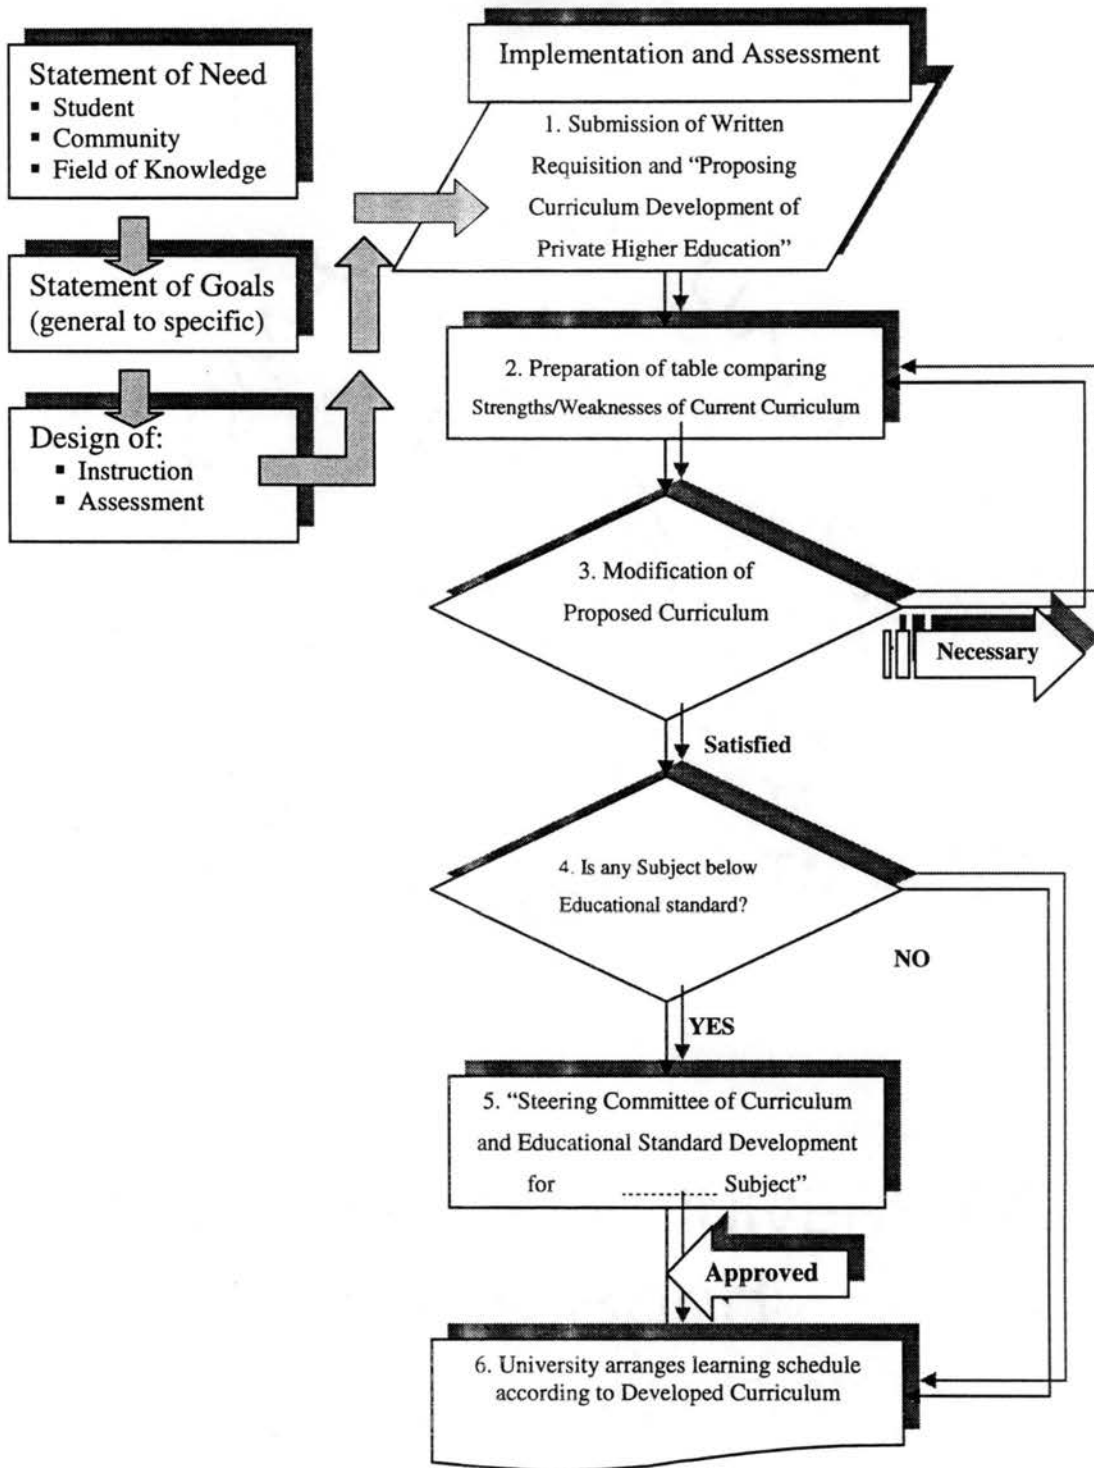 Statement of Need
▪ Student
▪ Community
▪ Field of Knowledge
Statement of Goals
(general to specific)
Design of:
▪ Instruction
▪ Assessment
Implementation and Assessment
1. Submission of Written
Requisition and “Proposing
Curriculum Development of
Private Higher Education”
2. Preparation of table comparing
Strengths/Weaknesses of Current Curriculum
3. Modification of
Proposed Curriculum
Necessary
Satisfied
4. Is any Subject below
Educational standard?
NO
YES
5. “Steering Committee of Curriculum
and Educational Standard Development
for ................ Subject”
Approved
6. University arranges learning schedule
according to Developed Curriculum